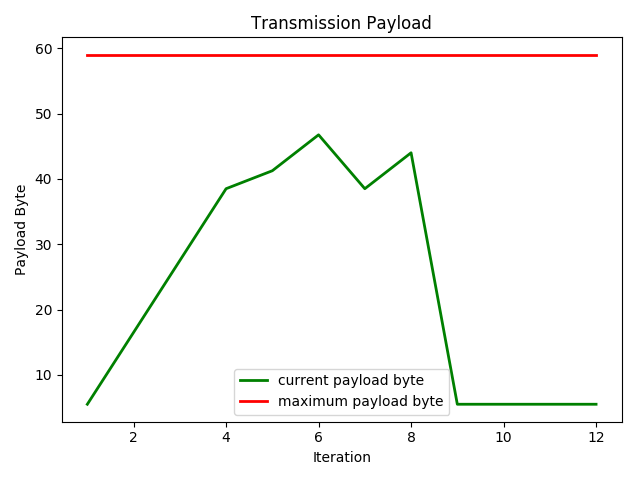 Transmission Payload
Payload Byte
60
50
40
30
20
10
current payload byte
maximum payload byte
2 4 6 8 10 12
Iteration